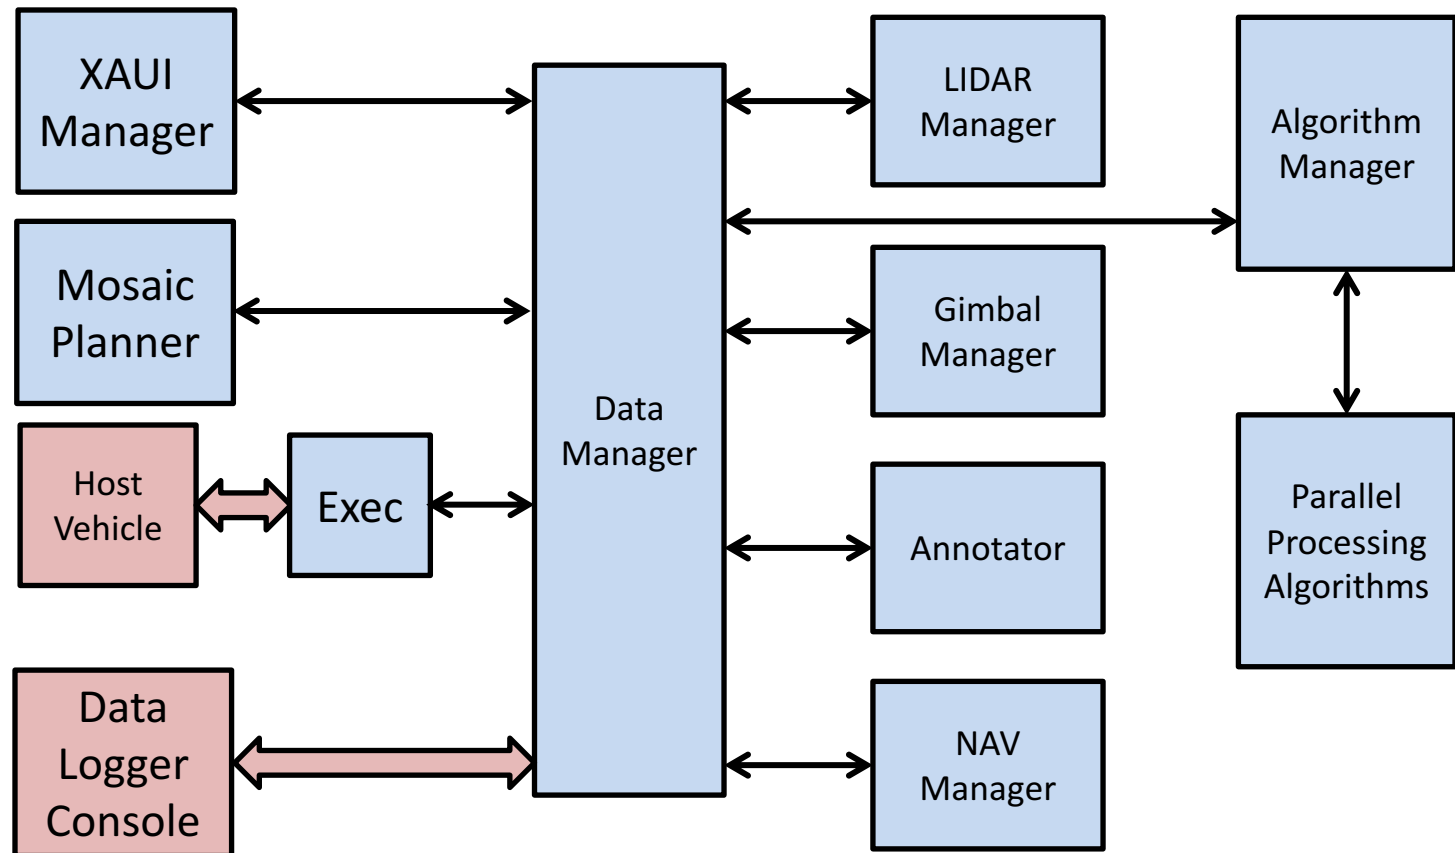 XAUI
Manager
Mosaic
Planner
Host
Vehicle
Exec
Data
Logger
Console
Data
Manager
LIDAR
Manager
Gimbal
Manager
Annotator
NAV
Manager
Algorithm
Manager
Parallel
Processing
Algorithms